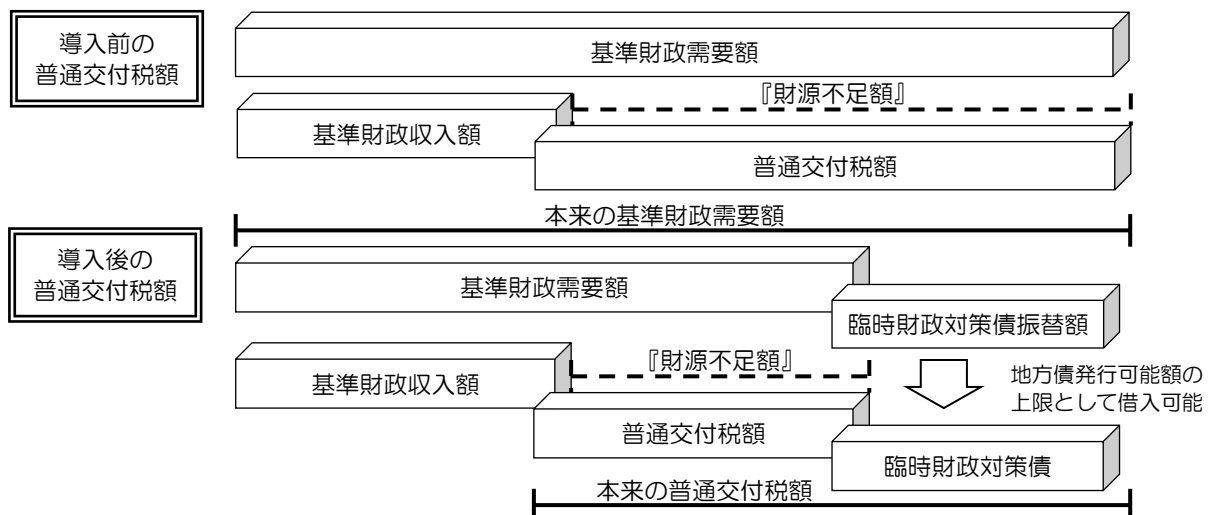 導入前の
普通交付税額
基準財政需要額
『財源不足額』
基準財政収入額
普通交付税額
本来の基準財政需要額
導入後の
普通交付税額
基準財政需要額
臨時財政対策債振替額
『財源不足額』
基準財政収入額
地方債発行可能額の
上限として借入可能
普通交付税額
臨時財政対策債
本来の普通交付税額